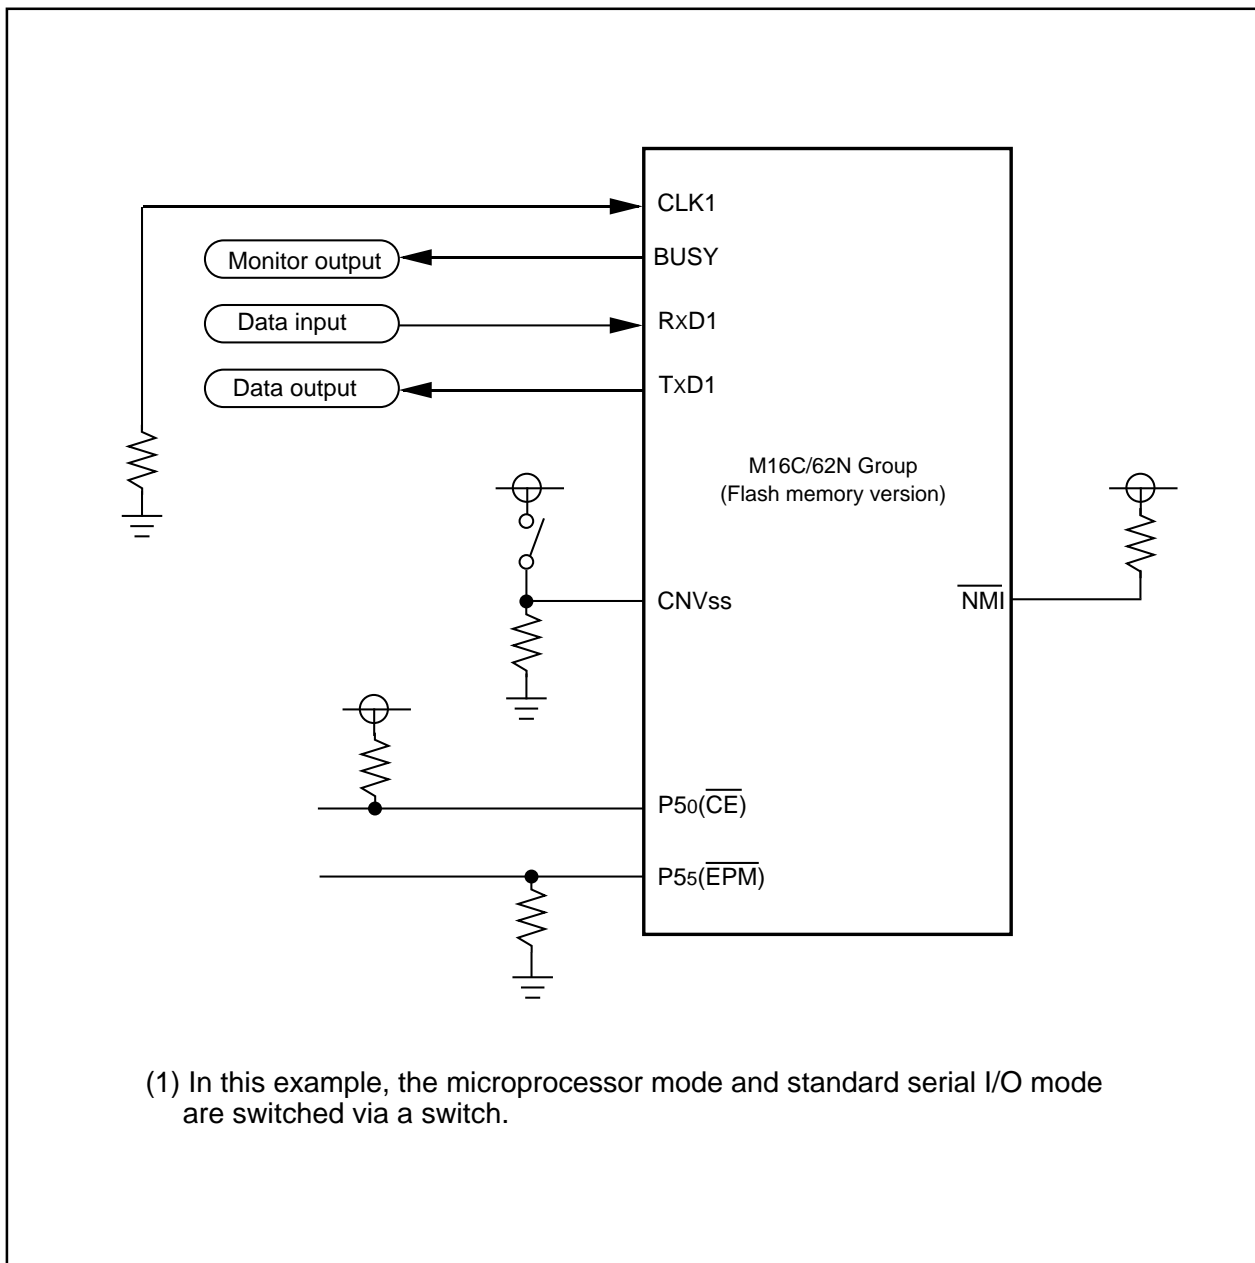 CLK1
Monitor output
BUSY
Data input
RxD1
Data output
TxD1
M16C/62N Group
(Flash memory version)
CNVss
NMI
P50(CE)
P55(EPM)
(1) In this example, the microprocessor mode and standard serial I/O mode
are switched via a switch.